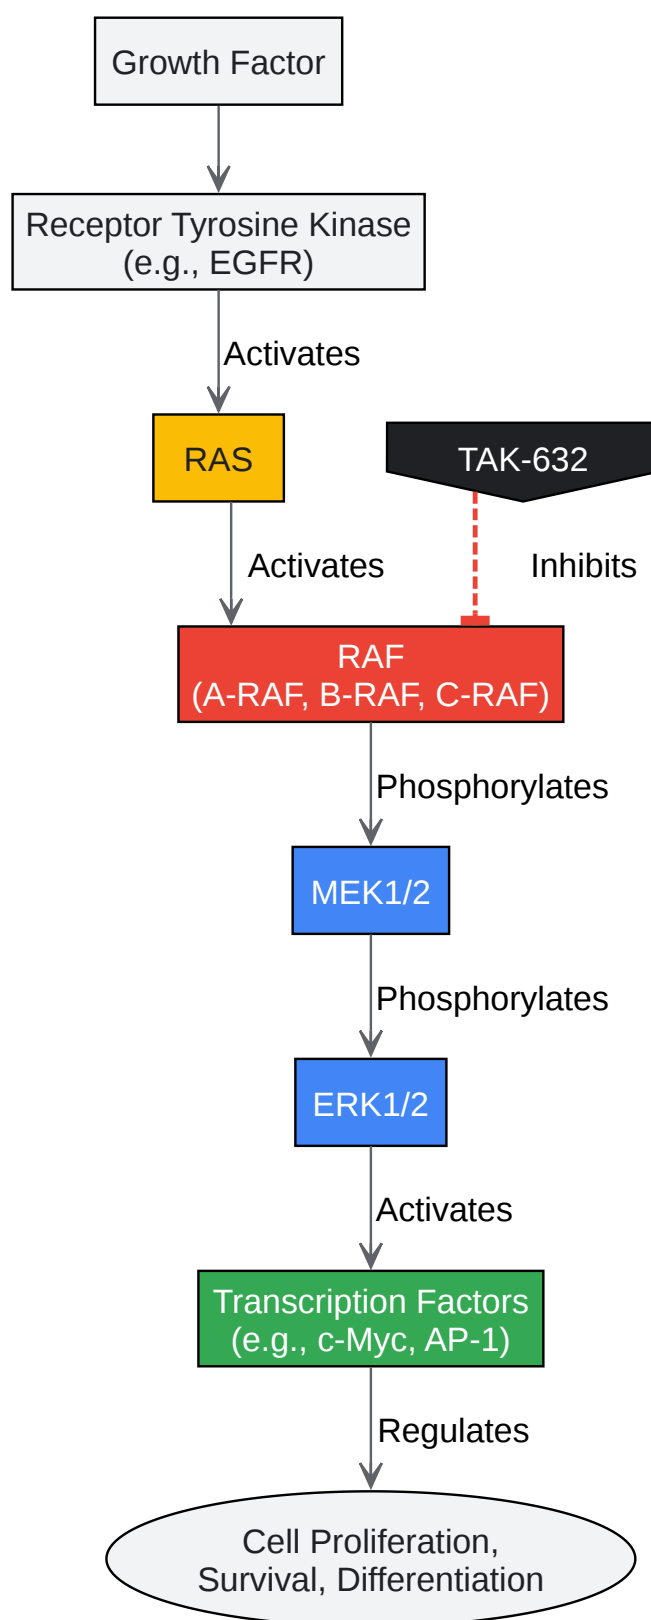 Growth Factor
Receptor Tyrosine Kinase
(e.g., EGFR)
Activates
RAS
TAK-632
Activates
Inhibits
RAF
(A-RAF, B-RAF, C-RAF)
Phosphorylates
MEK1/2
Phosphorylates
ERK1/2
Activates
Transcription Factors
(e.g., c-Myc, AP-1)
Regulates
Cell Proliferation,
Survival, Differentiation